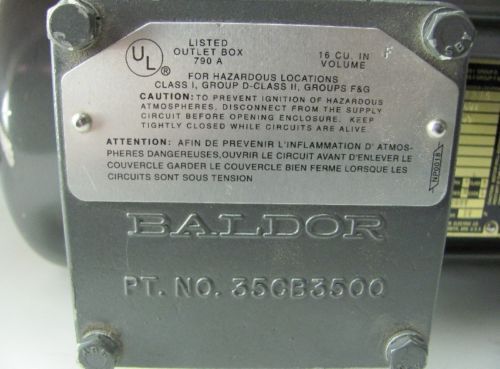 UL
®
LISTED
OUTLET BOX
790 A
16 CU. IN
VOLUME
F
FOR HAZARDOUS LOCATIONS
CLASS I, GROUP D-CLASS II, GROUPS F&G
CAUTION: TO PREVENT IGNITION OF HAZARDOUS
ATMOSPHERES, DISCONNECT FROM THE SUPPLY
CIRCUIT BEFORE OPENING ENCLOSURE. KEEP
TIGHTLY CLOSED WHILE CIRCUITS ARE ALIVE.
ATTENTION: AFIN DE PREVENIR L'INFLAMMATION D' ATMOS-
PHERES DANGEREUSES,OUVRIR LE CIRCUIT AVANT D'ENLEVER LE
COUVERCLE GARDER LE COUVERCLE BIEN FERME LORSQUE LES
CIRCUITS SONT SOUS TENSION
NP0018
BALDOR
PT. NO. 35CB3500